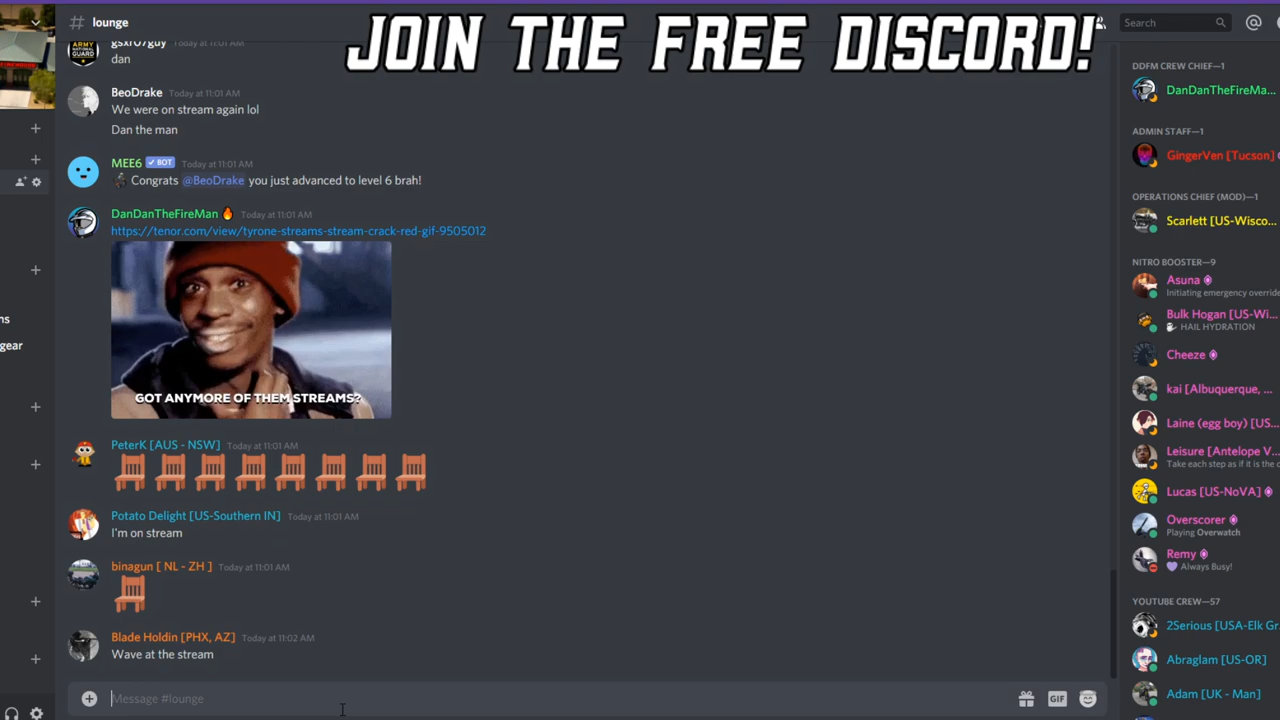 # lounge
JOIN THE FREE DISCORD!
Search
gsxr07guy Today at 11:01 AM
dan
BeoDrake Today at 11:01 AM
We were on stream again lol
Dan the man
MEE6 ✓ BOT Today at 11:01 AM
Congrats @BeoDrake you just advanced to level 6 brah!
DanDanTheFireMan Today at 11:01 AM
https://tenor.com/view/tyrone-streams-stream-crack-red-gif-9505012
GOT ANYMORE OF THEM STREAMS?
PeterK [AUS - NSW] Today at 11:01 AM
Potato Delight [US-Southern IN] Today at 11:01 AM
I'm on stream
binagun [ NL - ZH ] Today at 11:01 AM
Blade Holdin [PHX, AZ] Today at 11:02 AM
Wave at the stream
Message #lounge
GIF
ns
gear
DDFM CREW CHIEF—1
DanDanTheFireMa...
ADMIN STAFF—1
GingerVen [Tucson]
OPERATIONS CHIEF (MOD)—1
Scarlett [US-Wisco...
NITRO BOOSTER—9
Asuna
Initiating emergency override
Bulk Hogan [US-Wi...
HAIL HYDRATION
Cheeze
kai [Albuquerque, ...
Laine (egg boy) [US...
Leisure [Antelope V...
Take each step as if it is the
Lucas [US-NoVA]
Overscorer
Playing Overwatch
Remy
Always Busy!
YOUTUBE CREW—57
2Serious [USA-Elk Gr...
Abraglam [US-OR]
Adam [UK - Man]